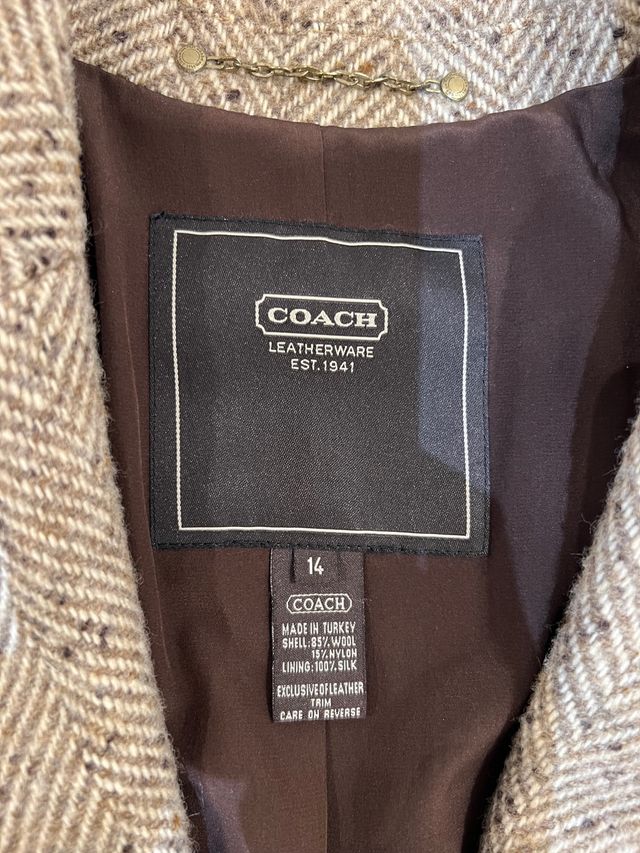 COACH
LEATHERWARE
EST. 1941
14
COACH
MADE IN TURKEY
SHELL: 85% WOOL
15% NYLON
LINING: 100% SILK
EXCLUSIVE OF LEATHER
TRIM
CARE ON REVERSE